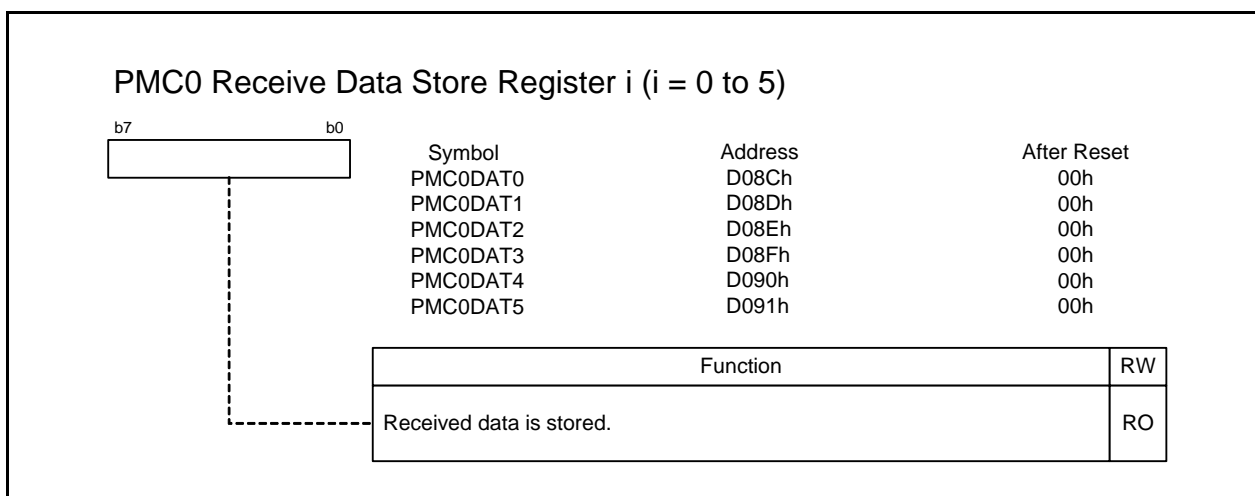 PMC0 Receive Data Store Register i (i = 0 to 5)
b7 b0
Symbol Address After Reset
PMC0DAT0 D08Ch 00h
PMC0DAT1 D08Dh 00h
PMC0DAT2 D08Eh 00h
PMC0DAT3 D08Fh 00h
PMC0DAT4 D090h 00h
PMC0DAT5 D091h 00h
Function RW
Received data is stored. RO